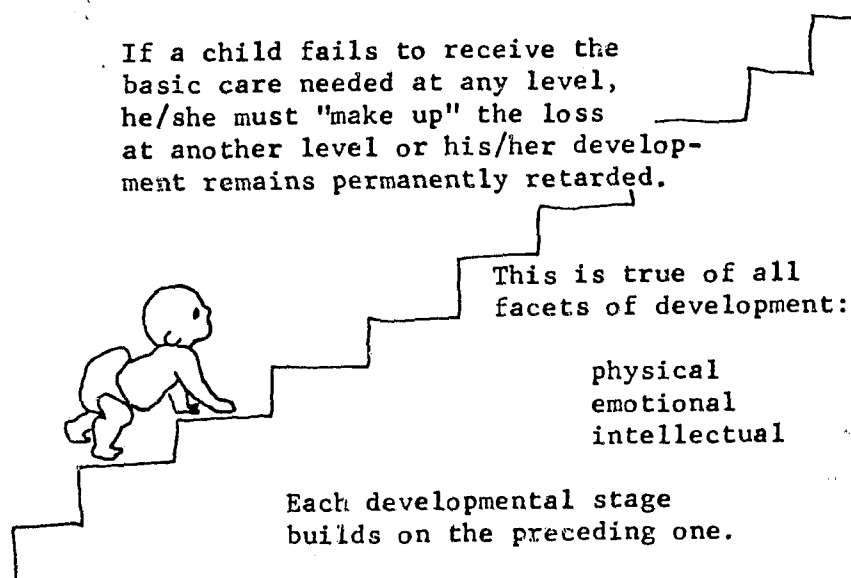 If a child fails to receive the
basic care needed at any level,
he/she must "make up" the loss
at another level or his/her develop-
ment remains permanently retarded.
This is true of all
facets of development:
physical
emotional
intellectual
Each developmental stage
builds on the preceding one.